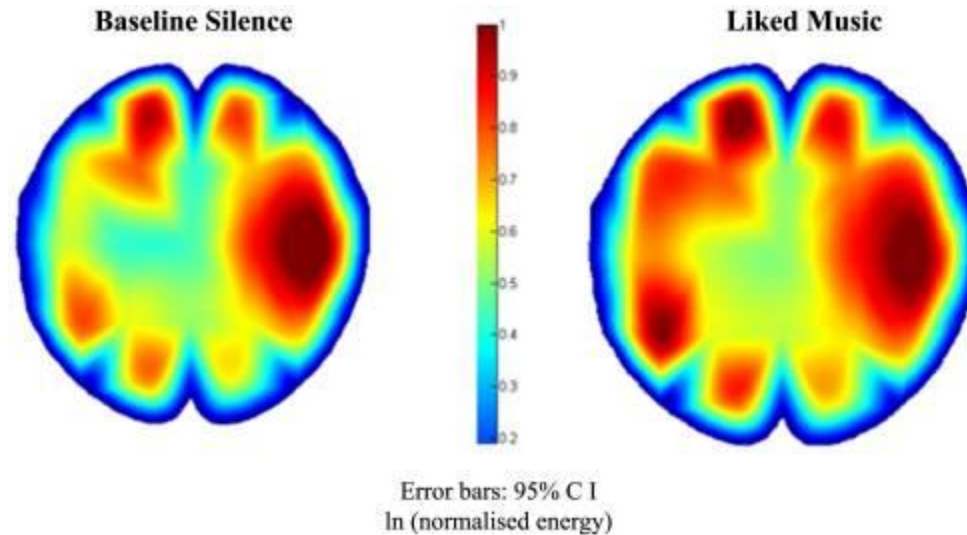 Baseline Silence
Liked Music
1
0.9
0.8
0.7
0.6
0.5
0.4
0.3
0.2
Error bars: 95% C I
ln (normalised energy)